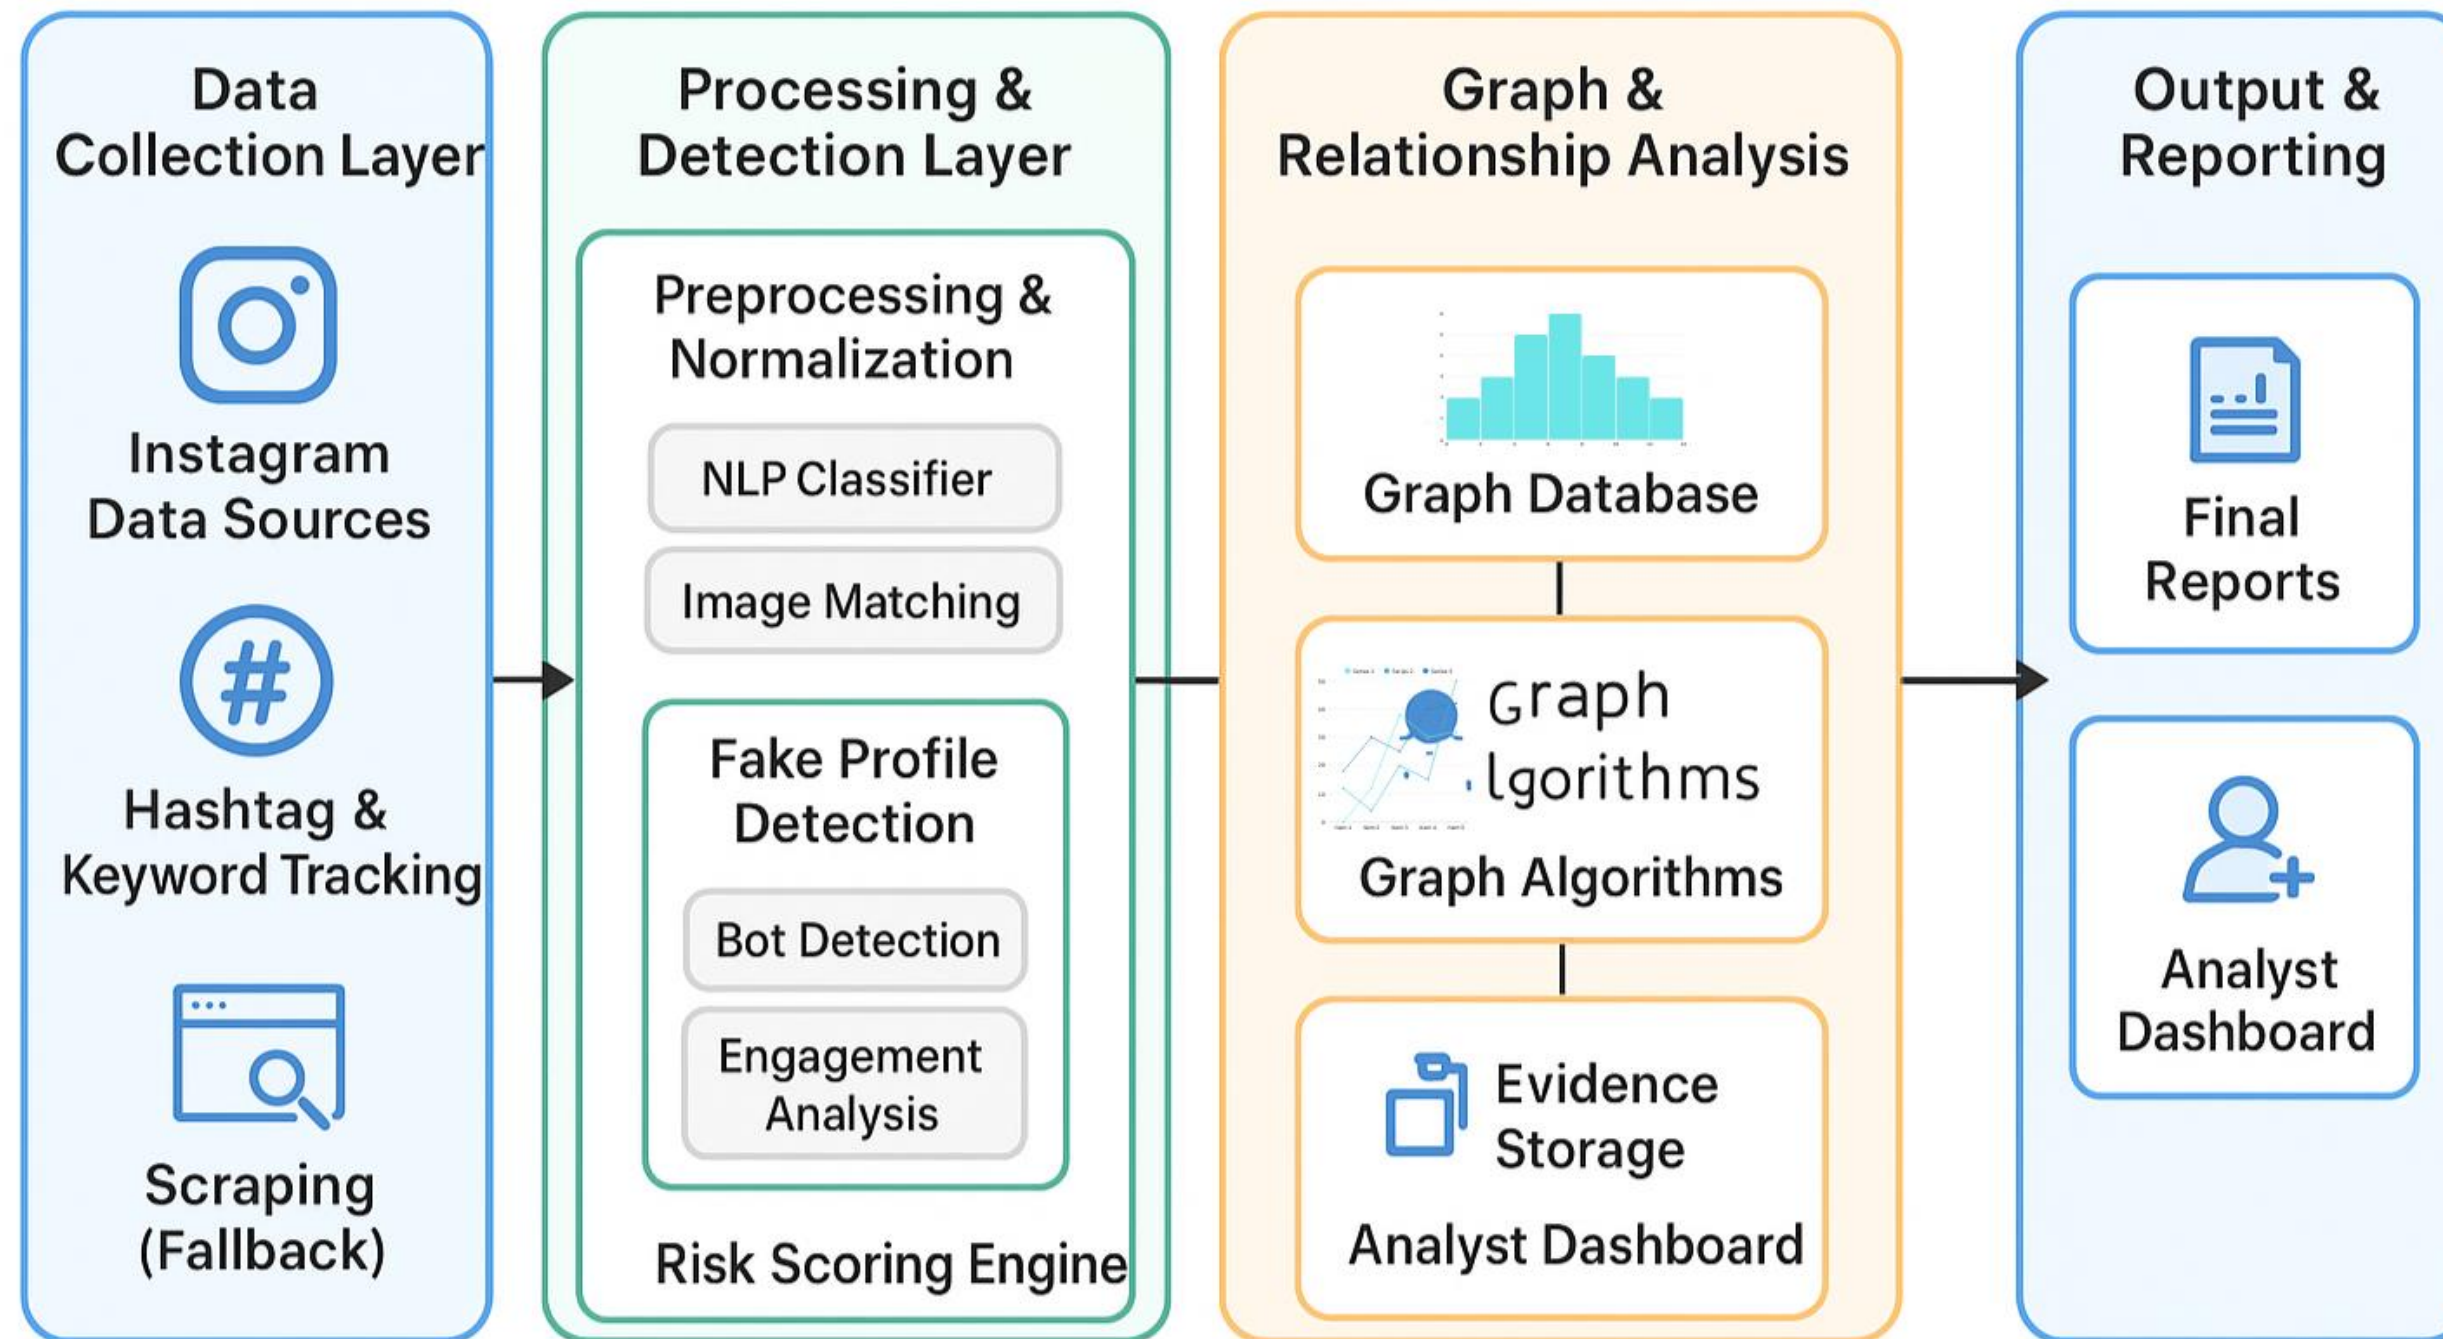 Data
Collection Layer
Instagram
Data Sources
#
Hashtag &
Keyword Tracking
Scraping
(Fallback)
Processing &
Detection Layer
Preprocessing &
Normalization
NLP Classifier
Image Matching
Fake Profile
Detection
Bot Detection
Engagement
Analysis
Risk Scoring Engine
Graph &
Relationship Analysis
Graph Database
Graph
lgorithms
Graph Algorithms
Evidence
Storage
Analyst Dashboard
Output &
Reporting
Final
Reports
Analyst
Dashboard